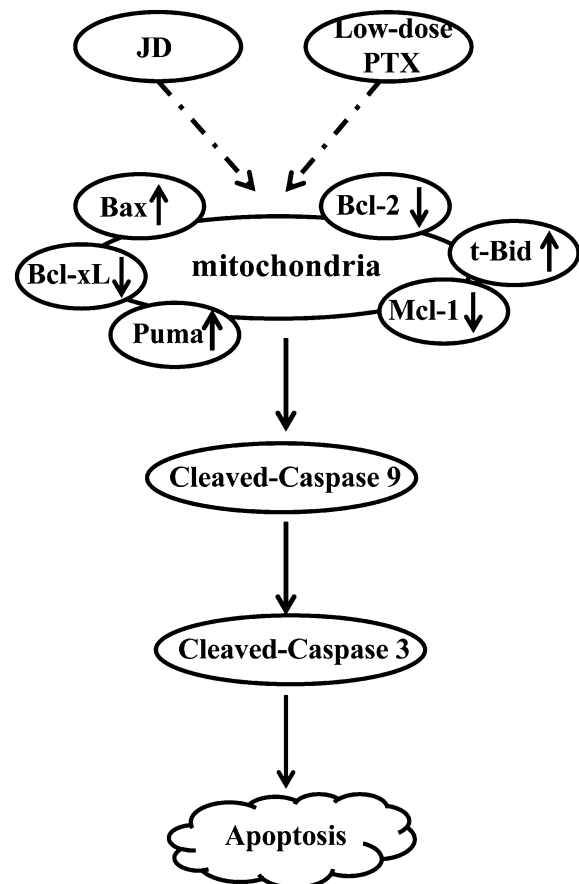 JD
Low-dose
PTX
Bax
Bcl-2
t-Bid
Bcl-xL
mitochondria
Mcl-1
Puma
Cleaved-Caspase 9
Cleaved-Caspase 3
Apoptosis